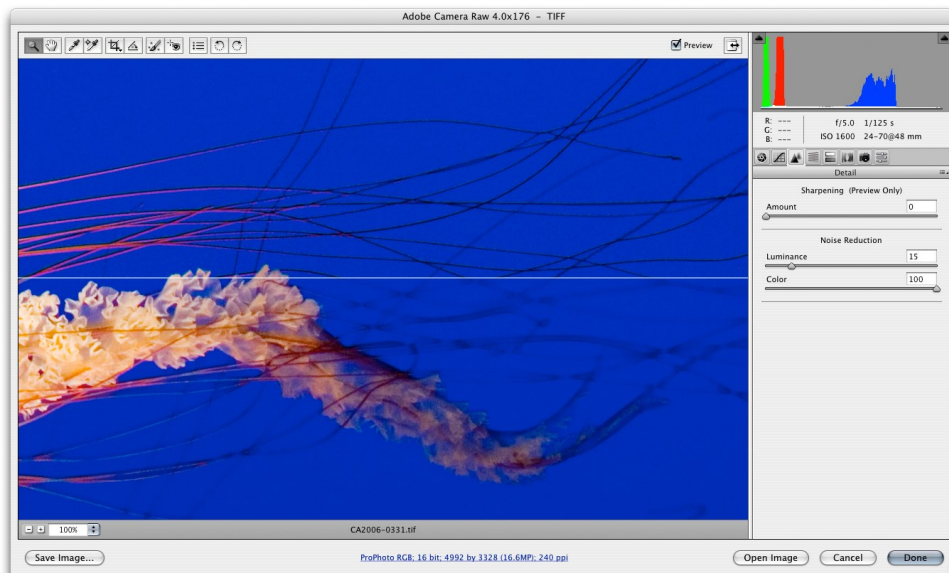 Adobe Camera Raw 4.0x176 – TIFF
Preview
R: ---
G: ---
B: ---
f/5.0 1/125 s
ISO 1600 24-70@48 mm
Detail
Sharpening (Preview Only)
Amount 0
Noise Reduction
Luminance 15
Color 100
100% CA2006-0331.tif
Save Image... ProPhoto RGB; 16 bit; 4992 by 3328 (16.6MP); 240 ppi Open Image Cancel Done